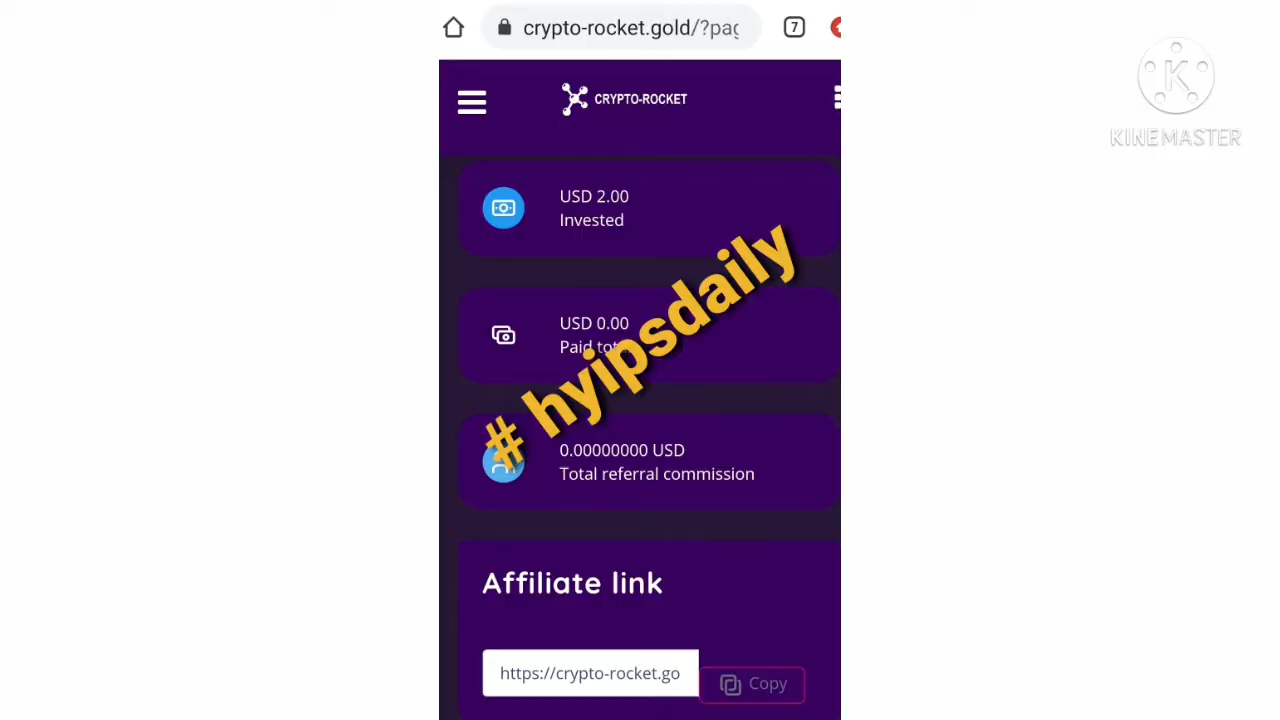 crypto-rocket.gold/?pag
7
CRYPTO-ROCKET
KINEMASTER
USD 2.00
Invested
USD 0.00
Paid
# hyipsdaily
0.00000000 USD
Total referral commission
Affiliate link
https://crypto-rocket.go
Copy